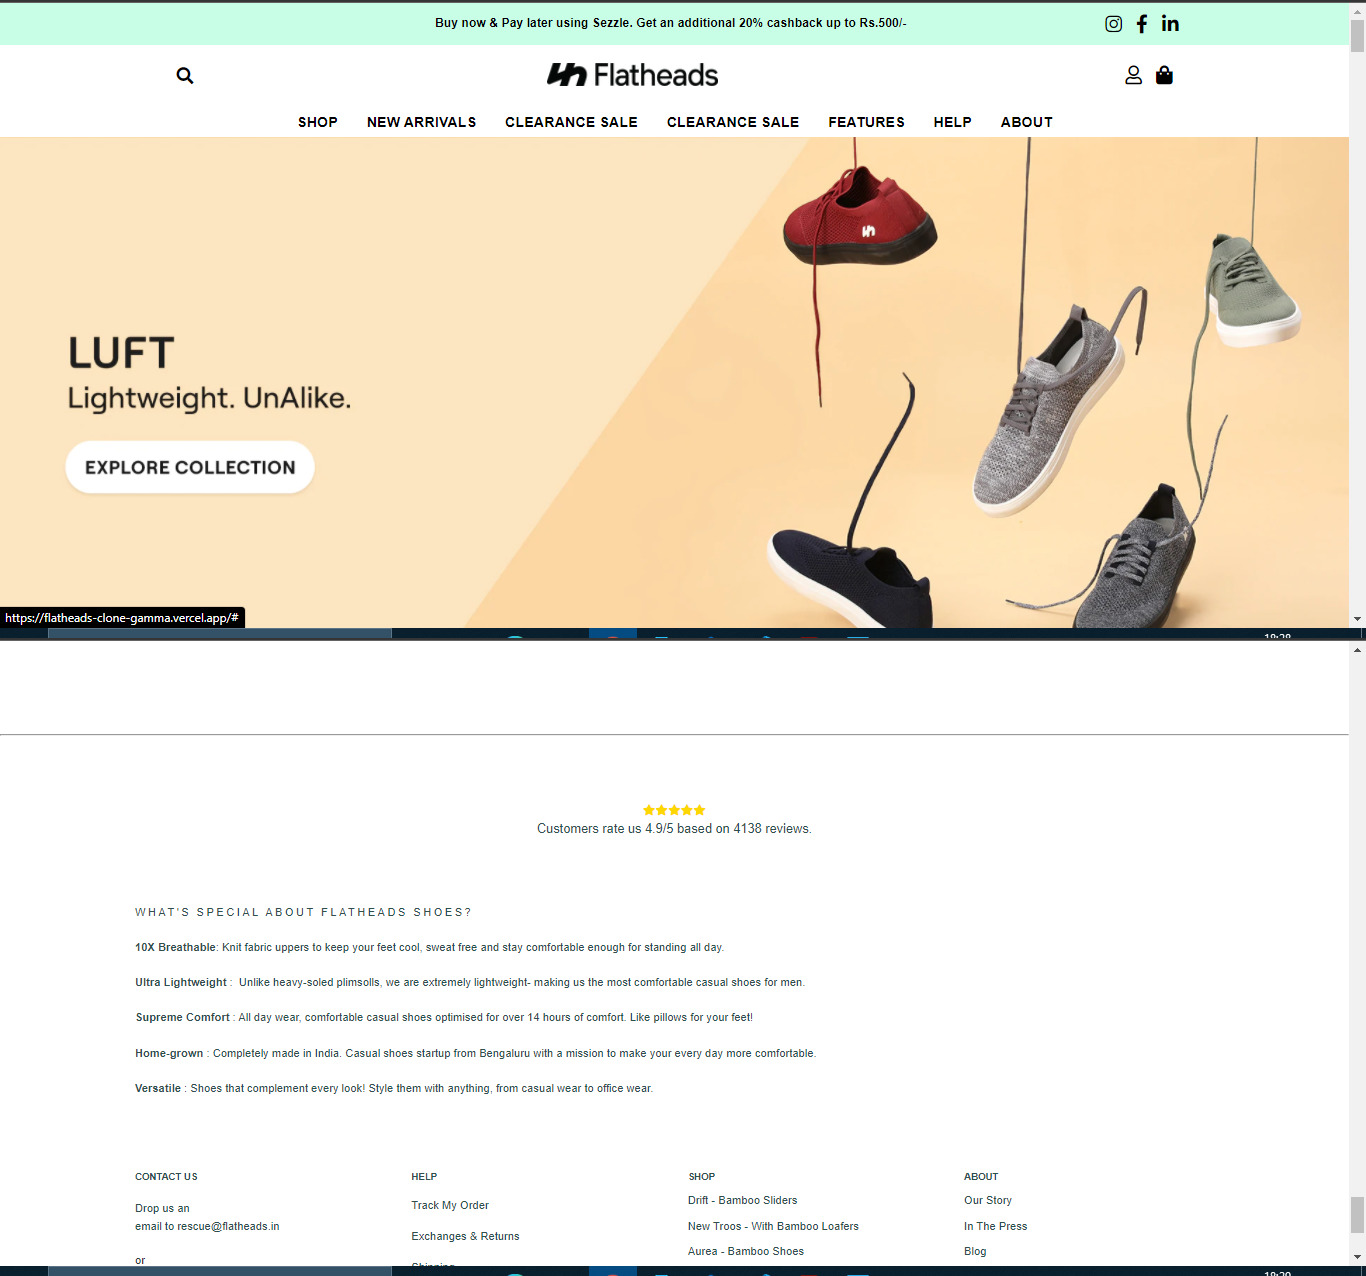 Buy now & Pay later using Sezzle. Get an additional 20% cashback up to Rs.500/-
Flatheads
SHOP NEW ARRIVALS CLEARANCE SALE CLEARANCE SALE FEATURES HELP ABOUT
LUFT
Lightweight. UnAlike.
EXPLORE COLLECTION
https://flatheads-clone-gamma.vercel.app/#
Customers rate us 4.9/5 based on 4138 reviews.
WHAT'S SPECIAL ABOUT FLATHEADS SHOES?
10X Breathable: Knit fabric uppers to keep your feet cool, sweat free and stay comfortable enough for standing all day.
Ultra Lightweight :  Unlike heavy-soled plimsolls, we are extremely lightweight- making us the most comfortable casual shoes for men.
Supreme Comfort : All day wear, comfortable casual shoes optimised for over 14 hours of comfort. Like pillows for your feet!
Home-grown : Completely made in India. Casual shoes startup from Bengaluru with a mission to make your every day more comfortable.
Versatile : Shoes that complement every look! Style them with anything, from casual wear to office wear.
CONTACT US
Drop us an
email to rescue@flatheads.in
or
HELP
Track My Order
Exchanges & Returns
SHOP
Drift - Bamboo Sliders
New Troos - With Bamboo Loafers
Aurea - Bamboo Shoes
ABOUT
Our Story
In The Press
Blog